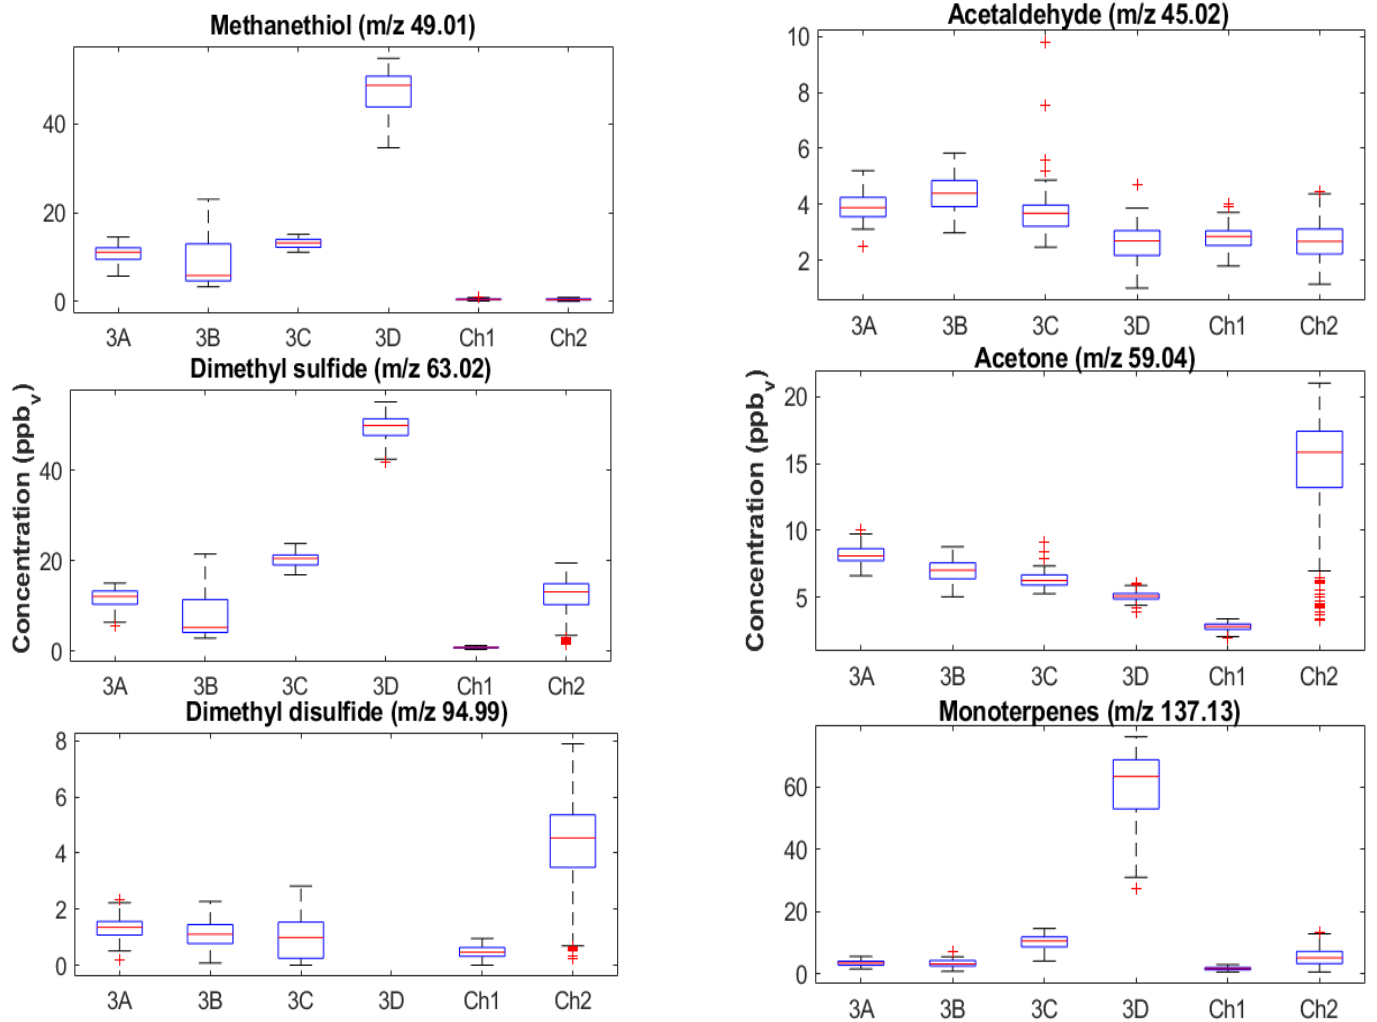 Methanethiol (m/z 49.01)
40
20
0
3A 3B 3C 3D Ch1 Ch2
Acetaldehyde (m/z 45.02)
10
8
6
4
2
3A 3B 3C 3D Ch1 Ch2
Dimethyl sulfide (m/z 63.02)
Concentration (ppbv)
40
20
0
3A 3B 3C 3D Ch1 Ch2
Acetone (m/z 59.04)
Concentration (ppbv)
20
15
10
5
3A 3B 3C 3D Ch1 Ch2
Dimethyl disulfide (m/z 94.99)
8
6
4
2
0
3A 3B 3C 3D Ch1 Ch2
Monoterpenes (m/z 137.13)
60
40
20
0
3A 3B 3C 3D Ch1 Ch2